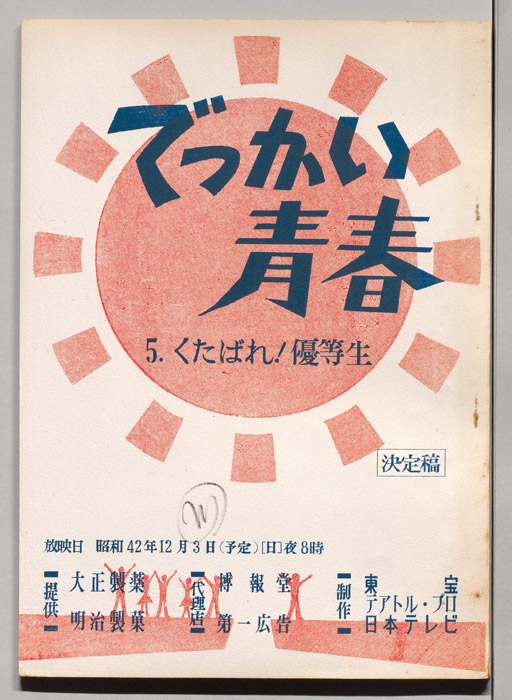 でっかい
青春
5. くたばれ!優等生
決定稿
放映日 昭和42年12月3日(予定)[日]夜8時
提供
大正製薬
明治製菓
代理店
博報堂
第一広告
制作
東宝
テアトル・プロ
日本テレビ